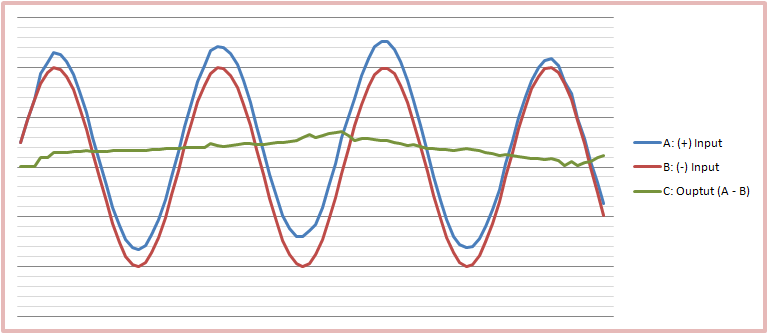 A: (+) Input
B: (-) Input
C: Ouptut (A - B)